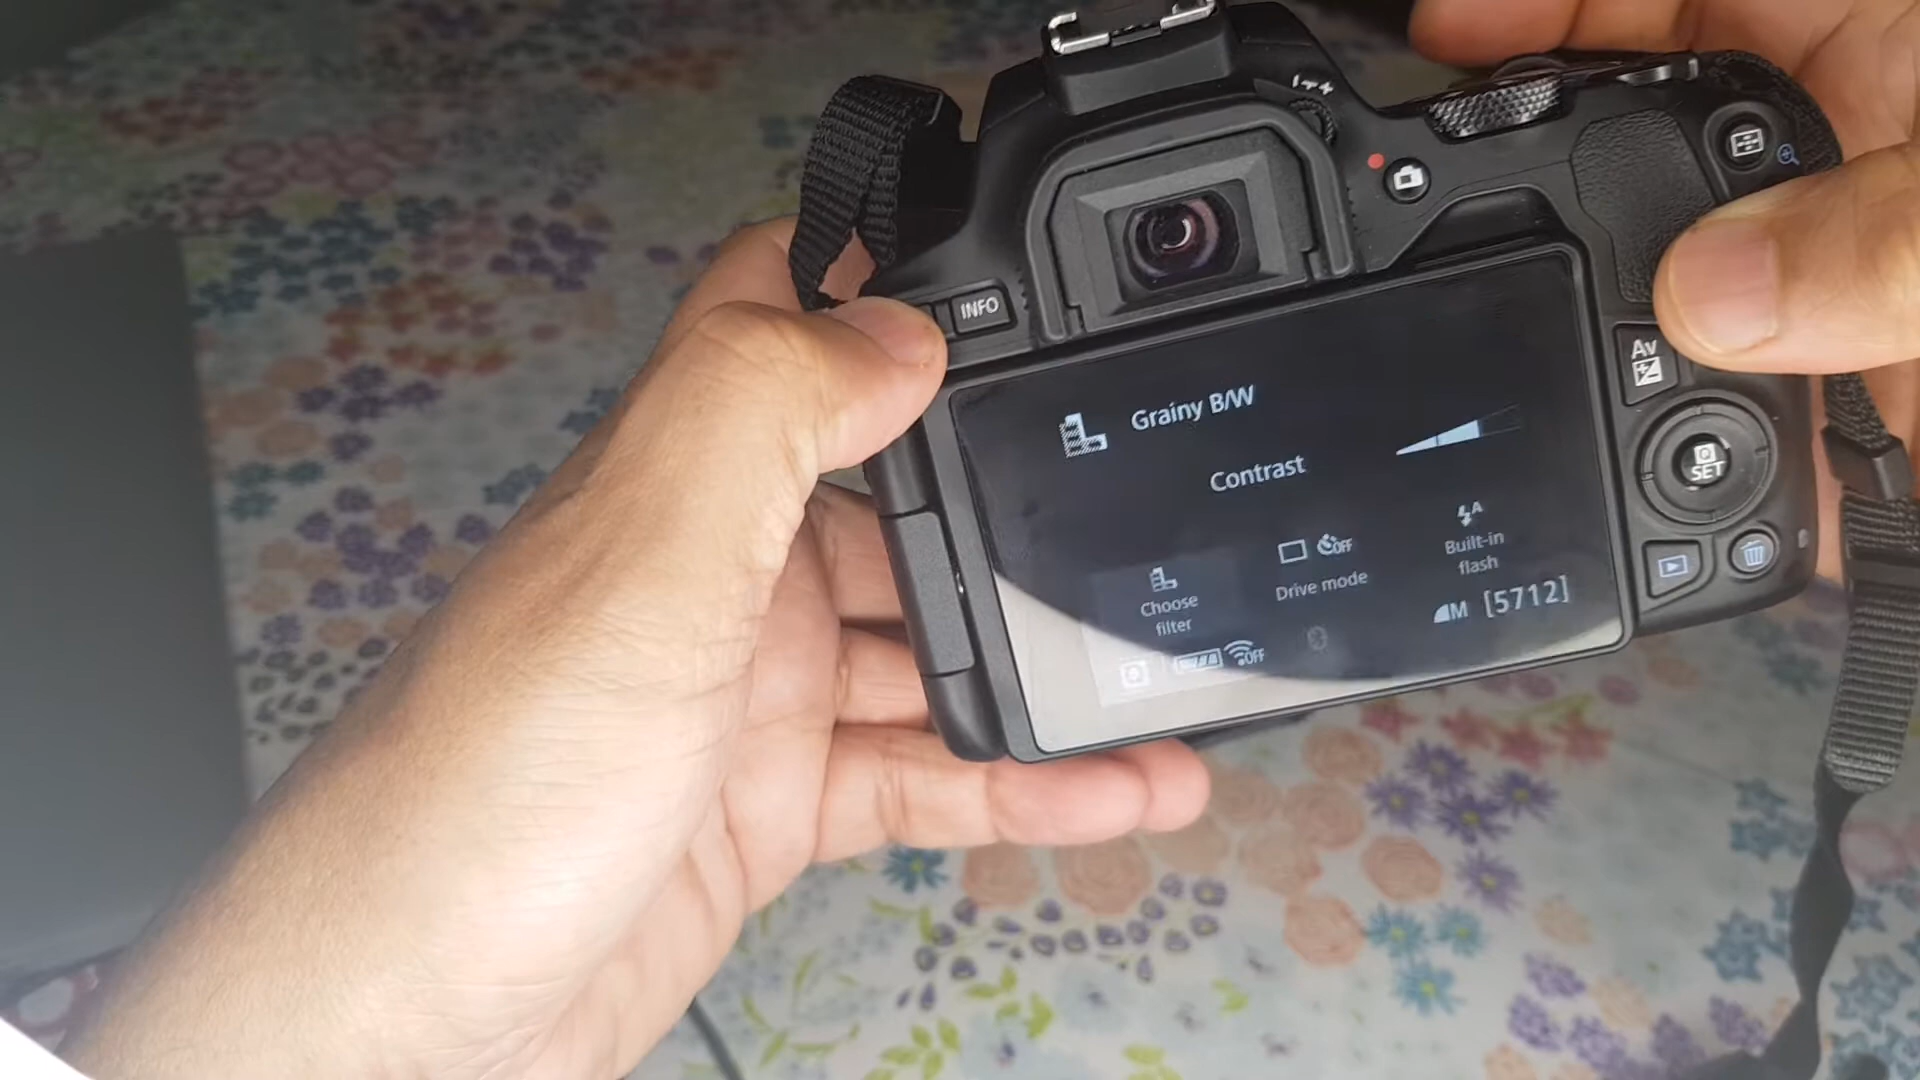 INFO
Av
SET
Grainy B/W
Contrast
A
OFF
Choose
filter
Drive mode
Built-in
flash
M [5712]
OFF